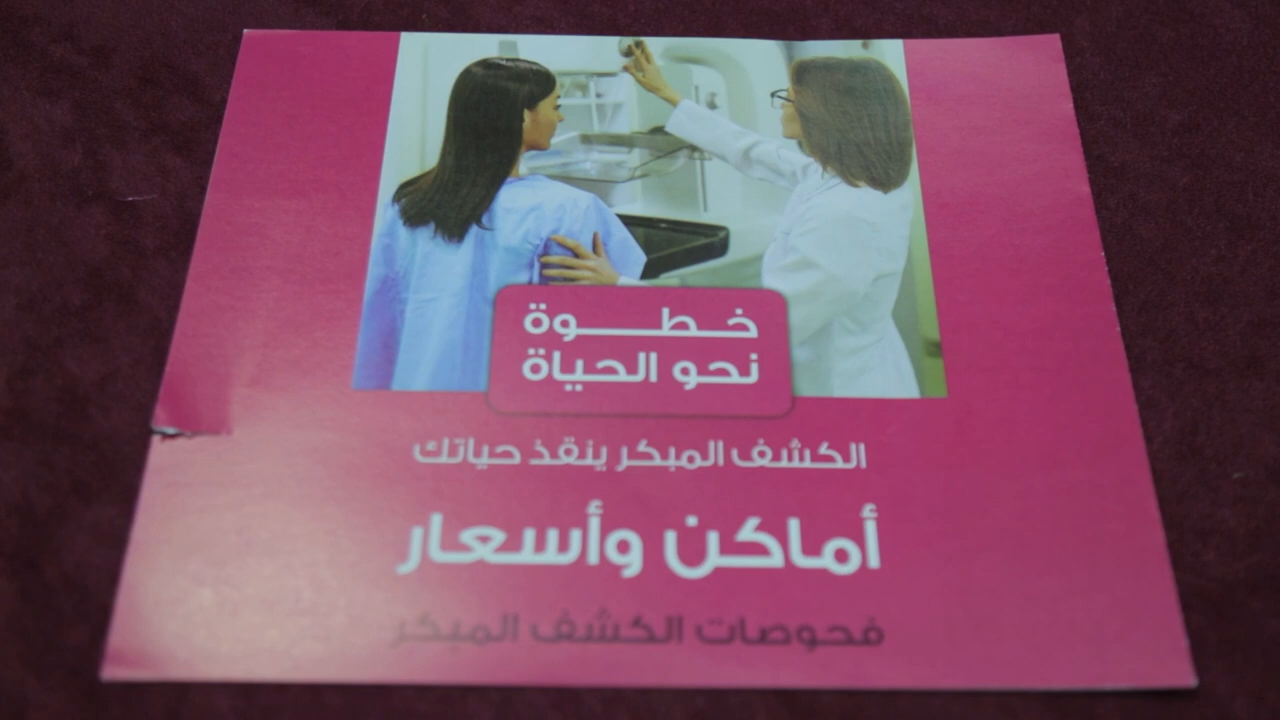 خطوة
نحو الحياة
الكشف المبكر ينقذ حياتك
أماكن وأسعار
فحوصات الكشف المبكر